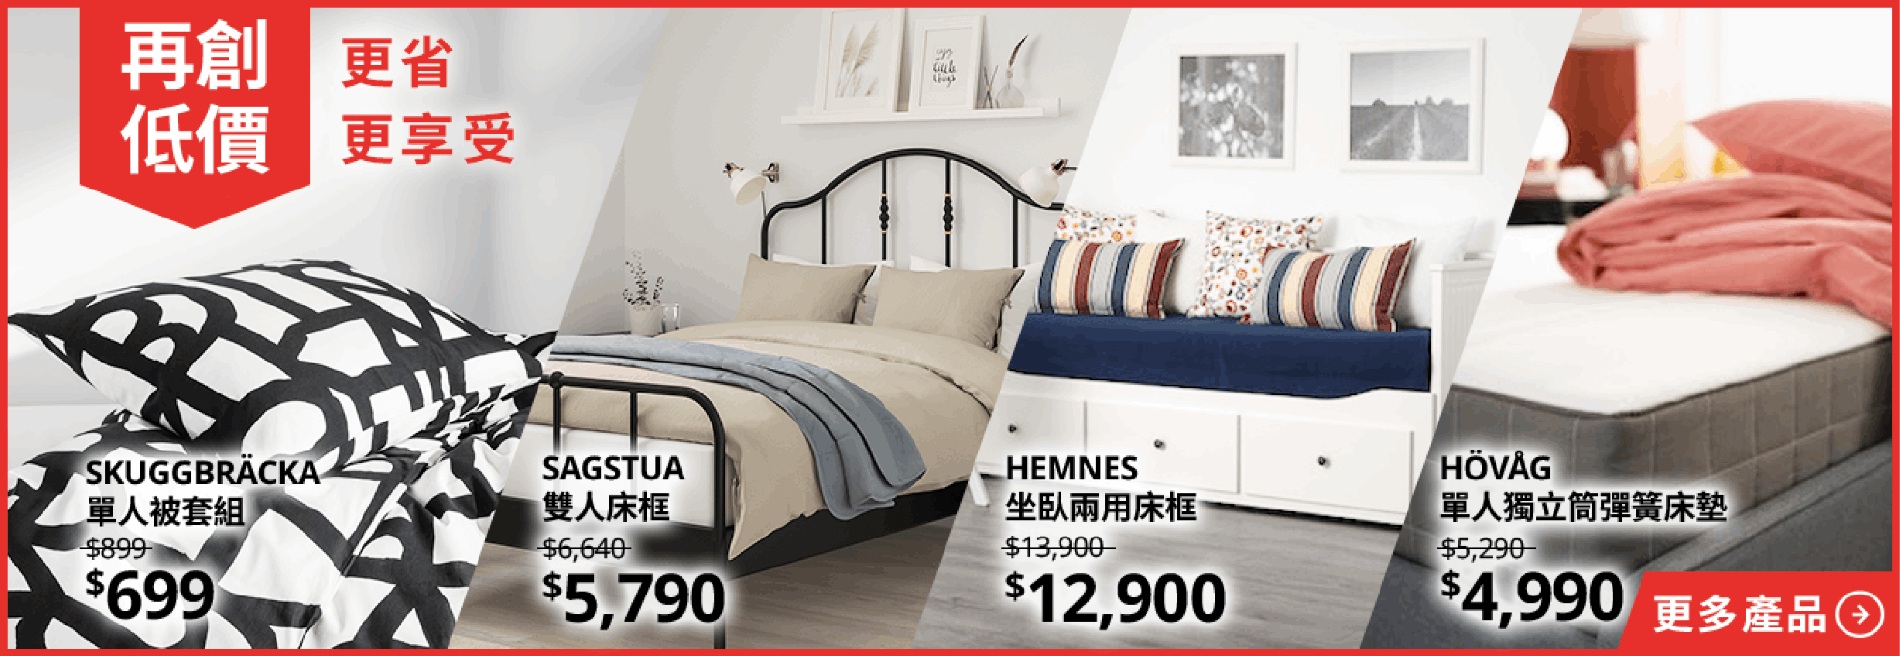 再創
低價
更省
更享受
SKUGGBRÄCKA
單人被套組
$899
$699
SAGSTUA
雙人床框
$6,640
$5,790
HEMNES
坐臥兩用床框
$13,900
$12,900
HÖVÅG
單人獨立筒彈簧床墊
$5,290
$4,990
更多產品